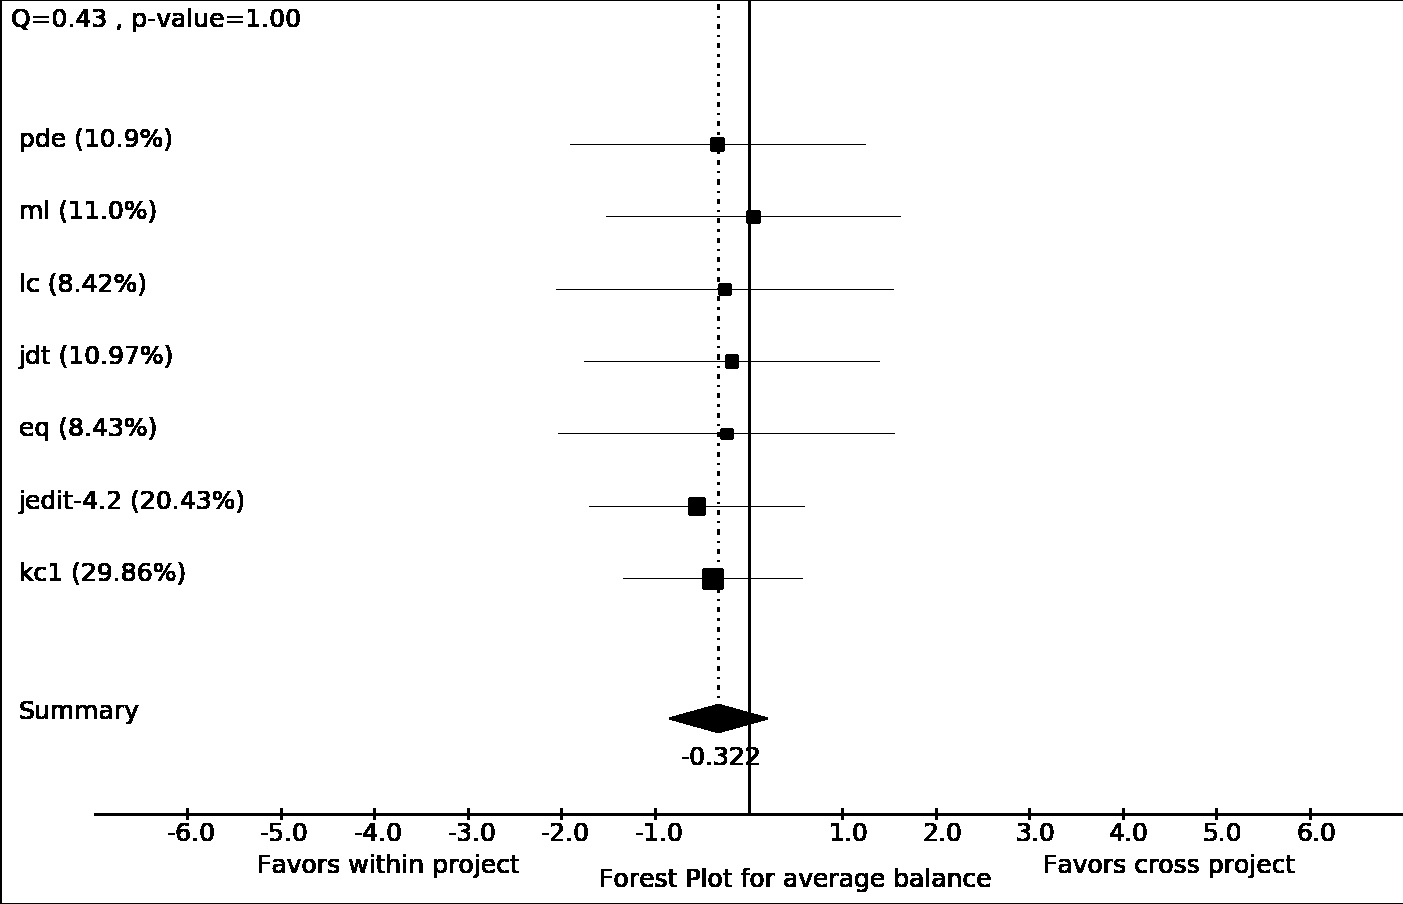 Q=0.43 , p-value=1.00
pde (10.9%)
ml (11.0%)
lc (8.42%)
jdt (10.97%)
eq (8.43%)
jedit-4.2 (20.43%)
kc1 (29.86%)
Summary
-0.322
-6.0 -5.0 -4.0 -3.0 -2.0 -1.0 1.0 2.0 3.0 4.0 5.0 6.0
Favors within project Favors cross project
Forest Plot for average balance